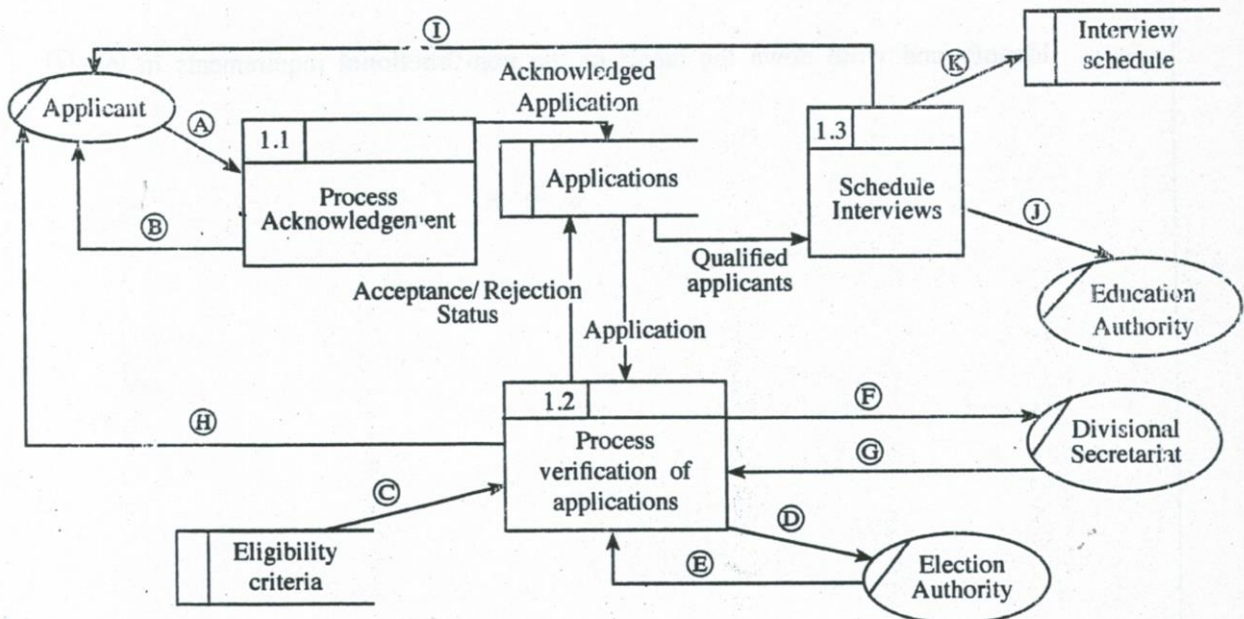 Ⓘ
Interview
schedule
Ⓚ
Acknowledged
Application
Applicant
Ⓐ
1.1
Process
Acknowledgement
Applications
1.3
Schedule
Interviews
Ⓑ
Ⓙ
Qualified
applicants
Acceptance/ Rejection
Status
Application
Education
Authority
1.2
Process
verification of
applications
Ⓕ
Ⓖ
Divisional
Secretariat
Ⓗ
Ⓒ
Ⓓ
Ⓔ
Eligibility
criteria
Election
Authority